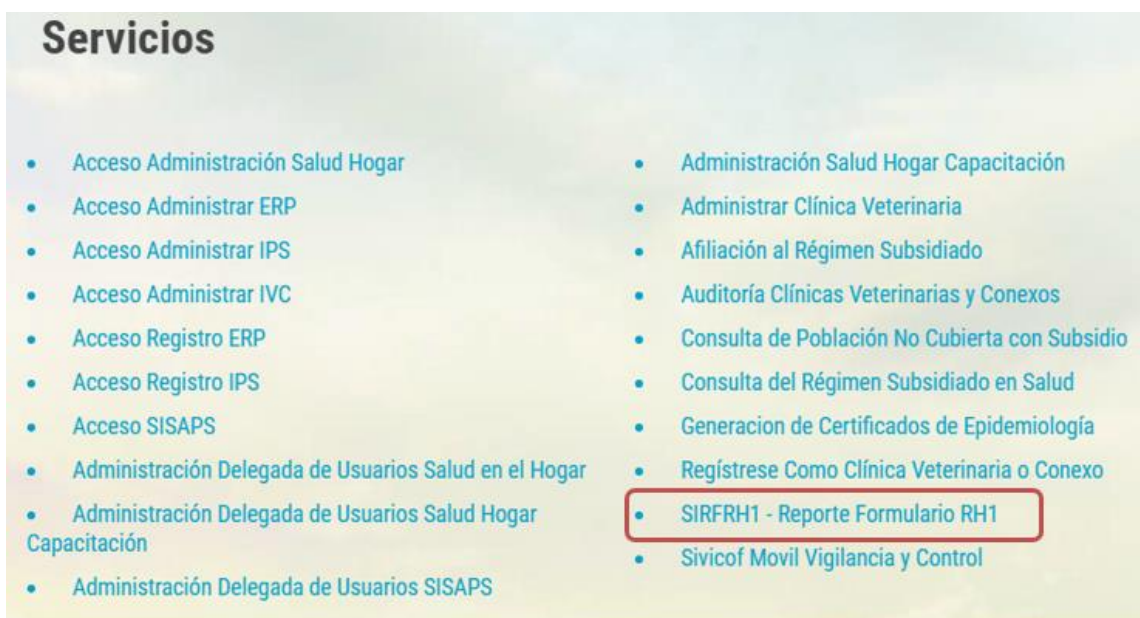 Servicios
Acceso Administración Salud Hogar
Acceso Administrar ERP
Acceso Administrar IPS
Acceso Administrar IVC
Acceso Registro ERP
Acceso Registro IPS
Acceso SISAPS
Administración Delegada de Usuarios Salud en el Hogar
Administración Delegada de Usuarios Salud Hogar
Capacitación
Administración Delegada de Usuarios SISAPS
Administración Salud Hogar Capacitación
Administrar Clínica Veterinaria
Afiliación al Régimen Subsidiado
Auditoría Clínicas Veterinarias y Conexos
Consulta de Población No Cubierta con Subsidio
Consulta del Régimen Subsidiado en Salud
Generacion de Certificados de Epidemiología
Regístrese Como Clínica Veterinaria o Conexo
SIRFRH1 - Reporte Formulario RH1
Sivicof Movil Vigilancia y Control